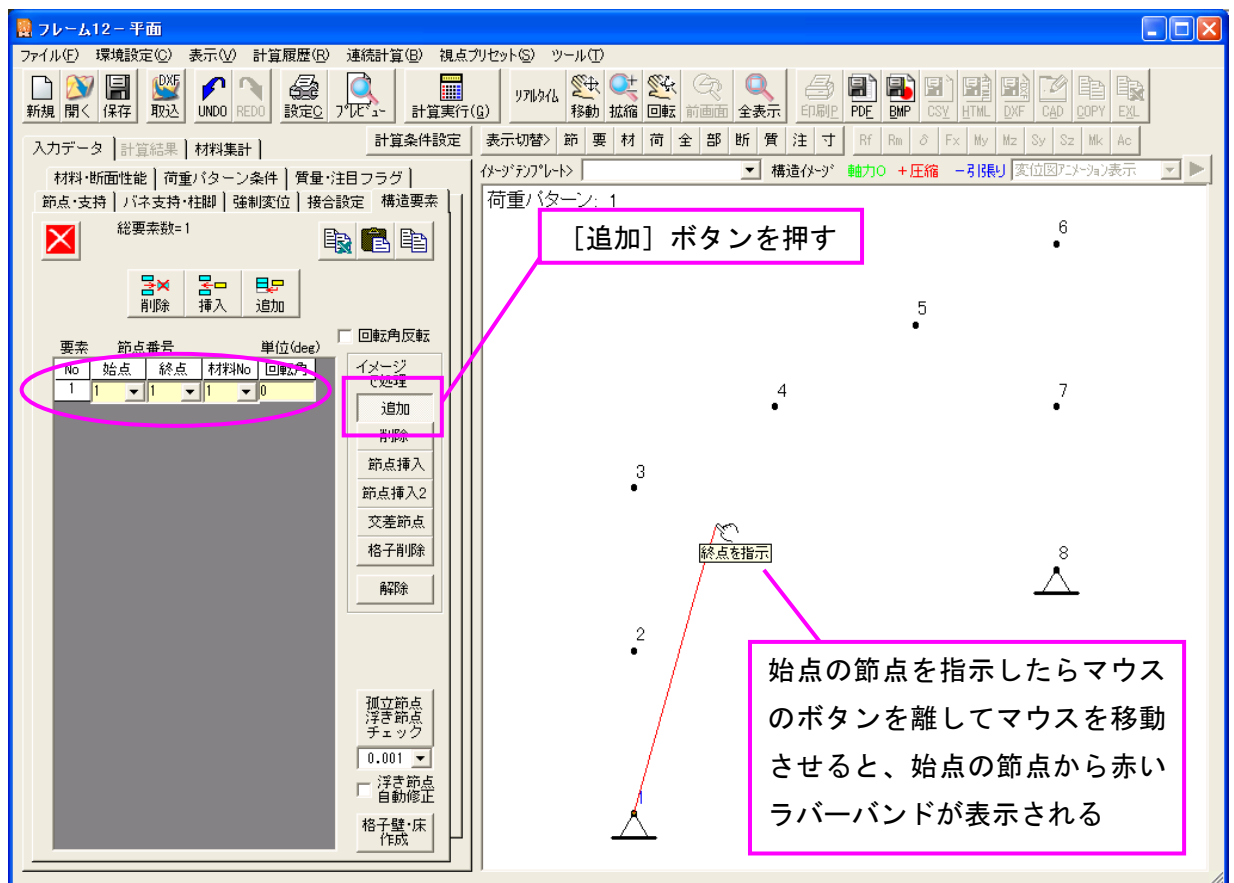 フレーム12－平面
ファイル(F) 環境設定(C) 表示(V) 計算履歴(R) 連続計算(B) 視点プリセット(S) ツール(T)
新規 開く 保存 DXF 取込 UNDO REDO 設定C プレビュー 計算実行(G) リアルタイム 移動 拡縮 回転 前画面 全表示 印刷P PDF BMP CSV HTML DXF CAD COPY EXL
入力データ 計算結果 材料集計 計算条件設定 表示切替> 節 要 材 荷 全 部 断 質 注 寸 Rf Rm δ Fx My Mz Sy Sz Mk Ac
材料・断面性能 荷重パターン条件 質量・注目フラグ イメージテンプレート> 構造イメージ 軸力0 +圧縮 -引張り 変位図アニメーション表示
節点・支持 バネ支持・柱脚 強制変位 接合設定 構造要素
荷重パターン: 1
総要素数=1
［追加］ボタンを押す
削除 挿入 追加
回転角反転
要素 節点番号 単位(deg)
No 始点 終点 材料No 回転角
1 1 1 1 0
イメージ
で処理
追加
削除
節点挿入
節点挿入2
交差節点
格子削除
解除
孤立節点
浮き節点
チェック
0.001
浮き節点
自動修正
格子壁・床
作成
6
5
4
7
3
終点を指示
8
2
1
始点の節点を指示したらマウス
のボタンを離してマウスを移動
させると、始点の節点から赤い
ラバーバンドが表示される